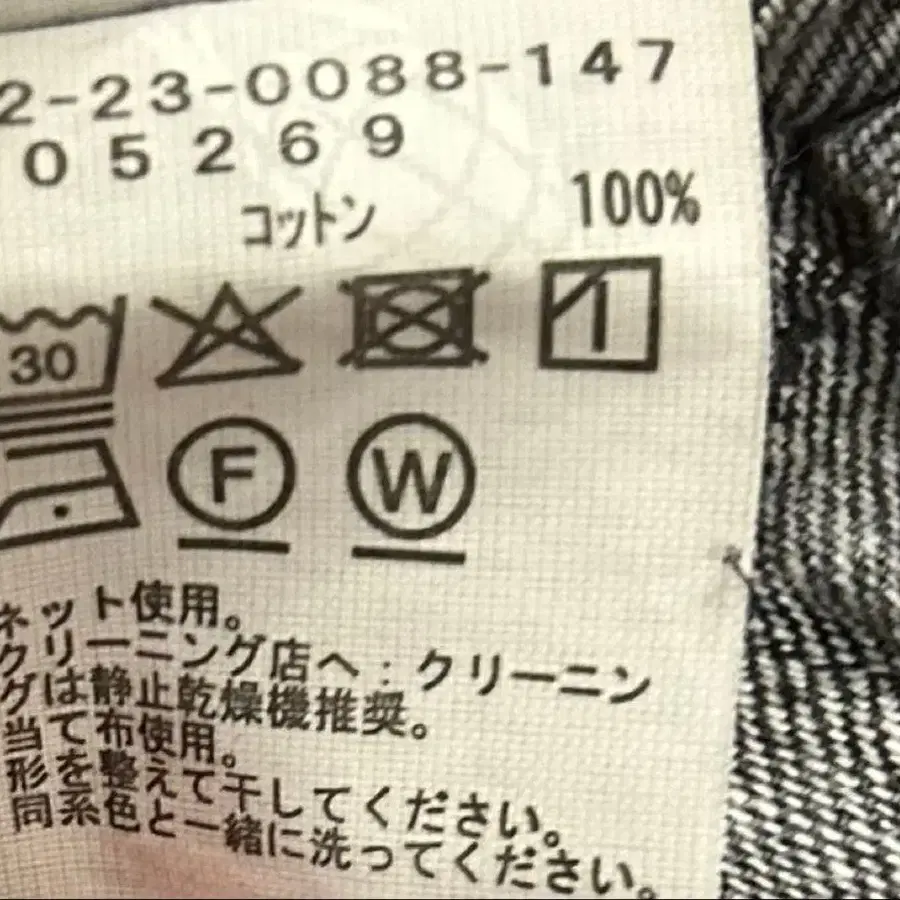 2-23-0088-147
05269
コットン 100%
30
F W
ネット使用。
クリーニング店へ：クリーニン
グは静止乾燥機推奨。
当て布使用。
形を整えて干してください。
同系色と一緒に洗ってください。